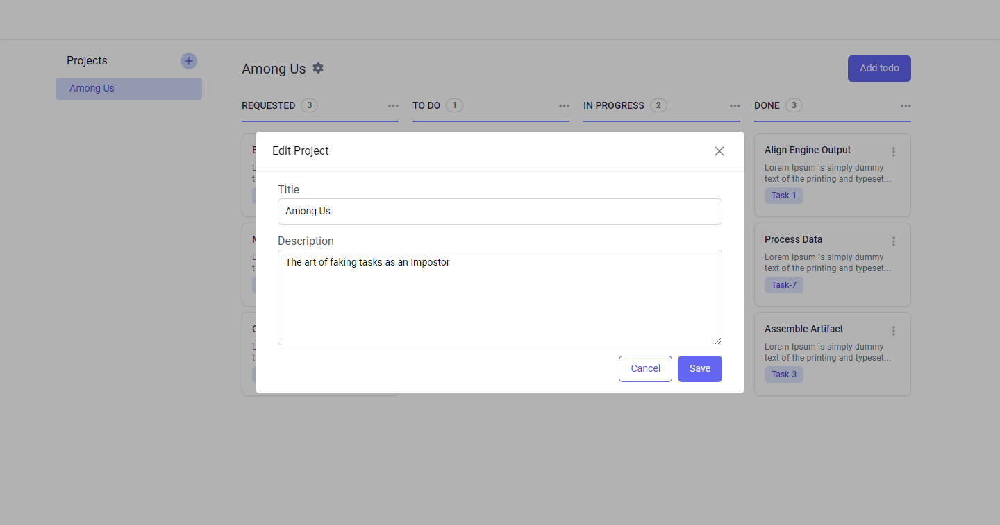 Projects
Among Us
Among Us
Add todo
REQUESTED 3
TO DO 1
IN PROGRESS 2
DONE 3
Edit Project
Title
Among Us
Description
The art of faking tasks as an Impostor
Cancel
Save
Align Engine Output
Lorem Ipsum is simply dummy
text of the printing and typeset...
Task-1
Process Data
Lorem Ipsum is simply dummy
text of the printing and typeset...
Task-7
Assemble Artifact
Lorem Ipsum is simply dummy
text of the printing and typeset...
Task-3